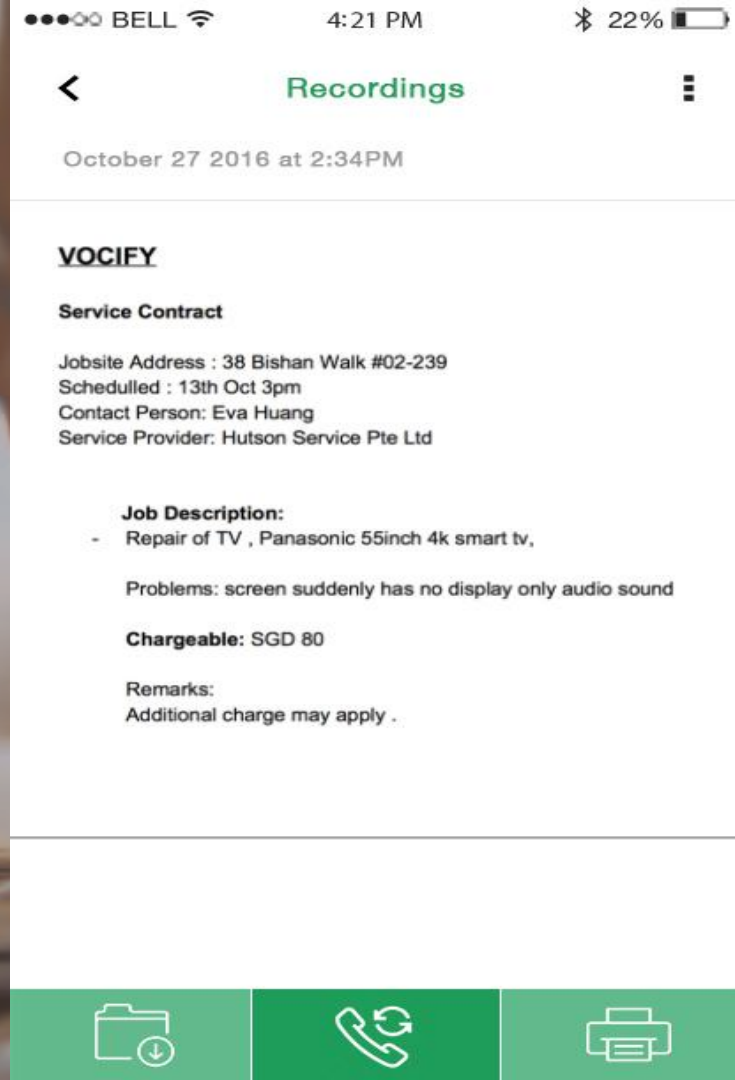 BELL 4:21 PM 22%
Recordings
October 27 2016 at 2:34PM
VOCIFY
Service Contract
Jobsite Address : 38 Bishan Walk #02-239
Schedulled : 13th Oct 3pm
Contact Person: Eva Huang
Service Provider: Hutson Service Pte Ltd
Job Description:
- Repair of TV , Panasonic 55inch 4k smart tv,
Problems: screen suddenly has no display only audio sound
Chargeable: SGD 80
Remarks:
Additional charge may apply .